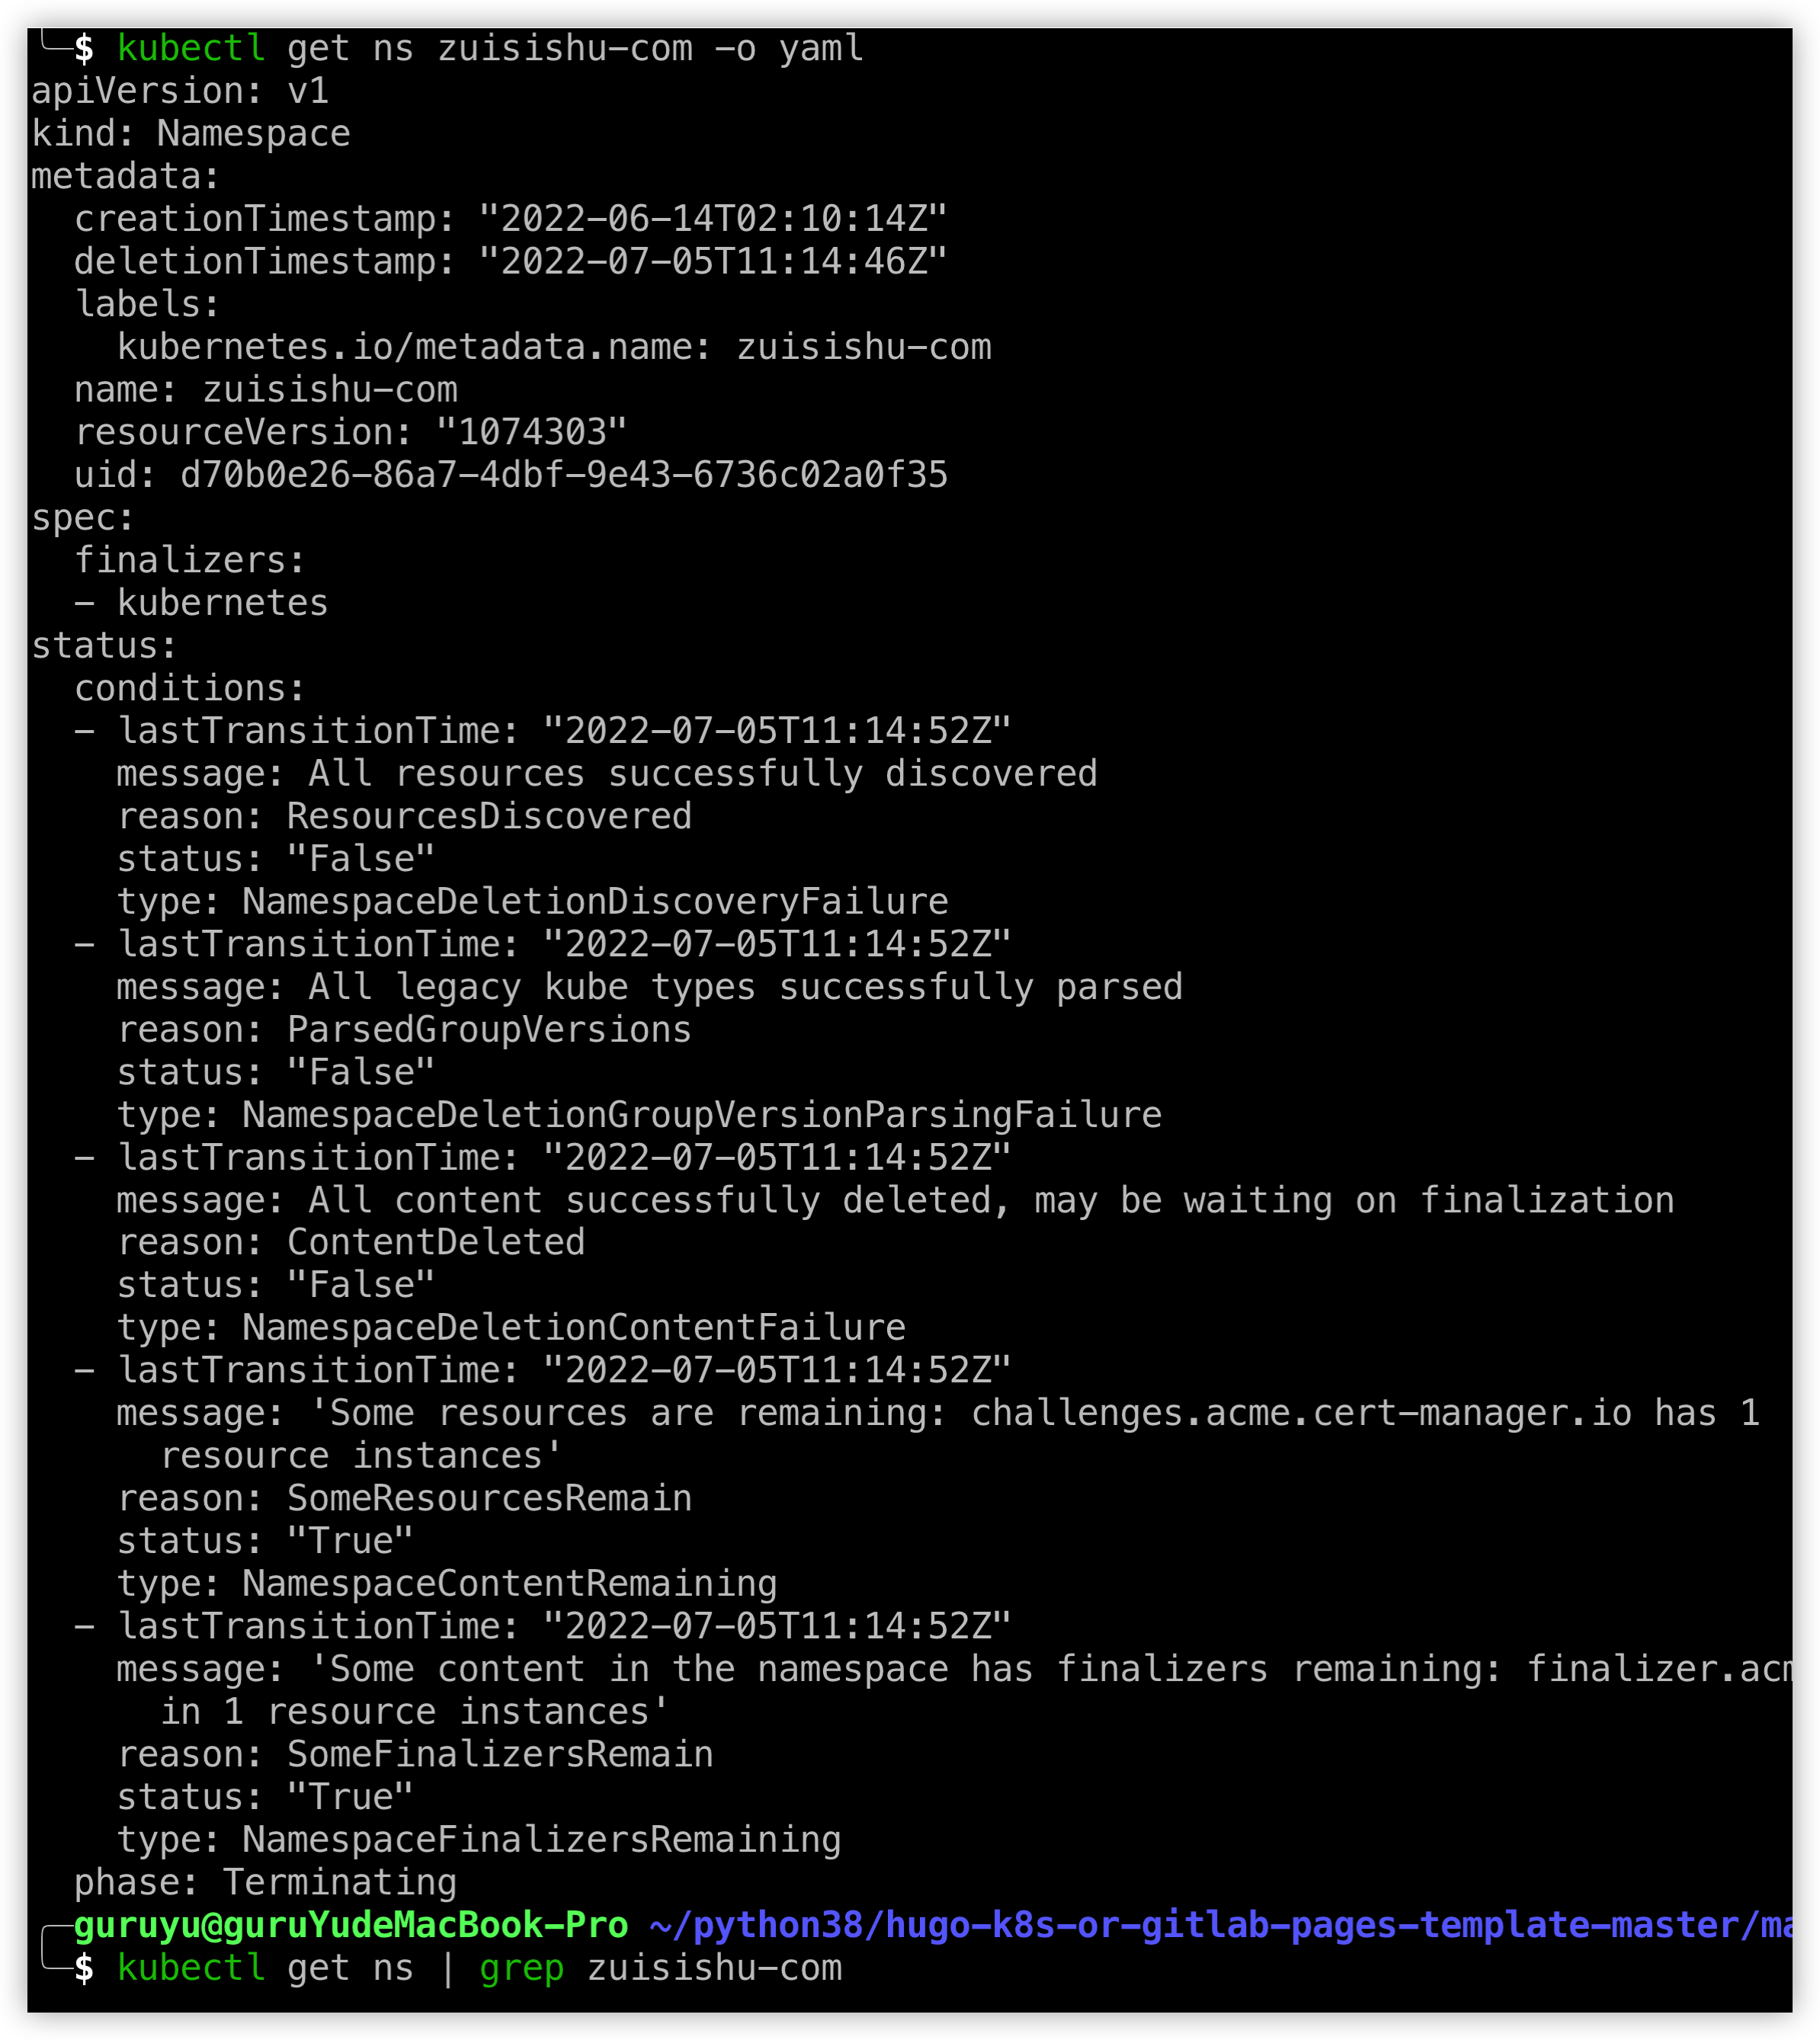 $ kubectl get ns zuisishu-com -o yaml
apiVersion: v1
kind: Namespace
metadata:
  creationTimestamp: "2022-06-14T02:10:14Z"
  deletionTimestamp: "2022-07-05T11:14:46Z"
  labels:
    kubernetes.io/metadata.name: zuisishu-com
  name: zuisishu-com
  resourceVersion: "1074303"
  uid: d70b0e26-86a7-4dbf-9e43-6736c02a0f35
spec:
  finalizers:
  - kubernetes
status:
  conditions:
  - lastTransitionTime: "2022-07-05T11:14:52Z"
    message: All resources successfully discovered
    reason: ResourcesDiscovered
    status: "False"
    type: NamespaceDeletionDiscoveryFailure
  - lastTransitionTime: "2022-07-05T11:14:52Z"
    message: All legacy kube types successfully parsed
    reason: ParsedGroupVersions
    status: "False"
    type: NamespaceDeletionGroupVersionParsingFailure
  - lastTransitionTime: "2022-07-05T11:14:52Z"
    message: All content successfully deleted, may be waiting on finalization
    reason: ContentDeleted
    status: "False"
    type: NamespaceDeletionContentFailure
  - lastTransitionTime: "2022-07-05T11:14:52Z"
    message: 'Some resources are remaining: challenges.acme.cert-manager.io has 1
      resource instances'
    reason: SomeResourcesRemain
    status: "True"
    type: NamespaceContentRemaining
  - lastTransitionTime: "2022-07-05T11:14:52Z"
    message: 'Some content in the namespace has finalizers remaining: finalizer.acm
      in 1 resource instances'
    reason: SomeFinalizersRemain
    status: "True"
    type: NamespaceFinalizersRemaining
  phase: Terminating
guruyu@guruYudeMacBook-Pro ~/python38/hugo-k8s-or-gitlab-pages-template-master/ma
$ kubectl get ns | grep zuisishu-com